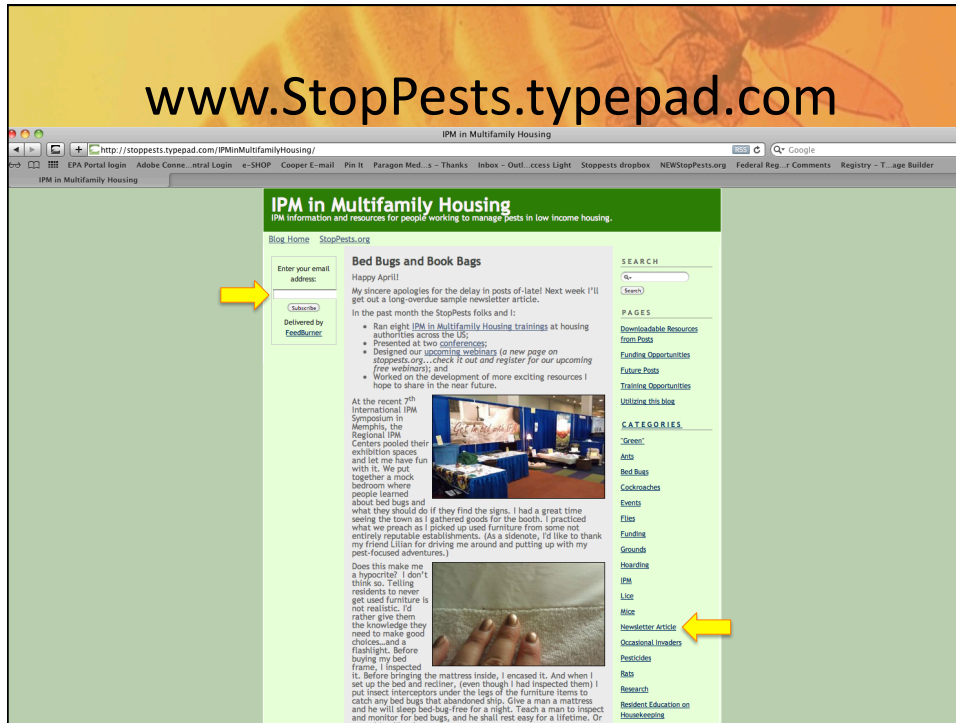 www.StopPests.typepad.com
IPM in Multifamily Housing
http://stoppests.typepad.com/IPMinMultifamilyHousing/
RSS
Google
EPA Portal login Adobe Conne...ntral Login e-SHOP Cooper E-mail Pin It Paragon Med...s – Thanks Inbox – Outl...ccess Light Stoppests dropbox NEWStopPests.org Federal Reg...r Comments Registry – T...age Builder
IPM in Multifamily Housing
IPM in Multifamily Housing
IPM information and resources for people working to manage pests in low income housing.
Blog Home StopPests.org
Enter your email
address:
Subscribe
Delivered by
FeedBurner
Bed Bugs and Book Bags
Happy April!
My sincere apologies for the delay in posts of-late! Next week I'll
get out a long-overdue sample newsletter article.
In the past month the StopPests folks and I:
• Ran eight IPM in Multifamily Housing trainings at housing
authorities across the US;
• Presented at two conferences;
• Designed our upcoming webinars (a new page on
stoppests.org...check it out and register for our upcoming
free webinars); and
• Worked on the development of more exciting resources I
hope to share in the near future.
At the recent 7th
International IPM
Symposium in
Memphis, the
Regional IPM
Centers pooled their
exhibition spaces
and let me have fun
with it. We put
together a mock
bedroom where
people learned
about bed bugs and
what they should do if they find the signs. I had a great time
seeing the town as I gathered goods for the booth. I practiced
what we preach as I picked up used furniture from some not
entirely reputable establishments. (As a sidenote, I'd like to thank
my friend Lilian for driving me around and putting up with my
pest-focused adventures.)
Does this make me
a hypocrite? I don't
think so. Telling
residents to never
get used furniture is
not realistic. I'd
rather give them
the knowledge they
need to make good
choices...and a
flashlight. Before
buying my bed
frame, I inspected
it. Before bringing the mattress inside, I encased it. And when I
set up the bed and recliner, (even though I had inspected them) I
put insect interceptors under the legs of the furniture items to
catch any bed bugs that abandoned ship. Give a man a mattress
and he will sleep bed-bug-free for a night. Teach a man to inspect
and monitor for bed bugs, and he shall rest easy for a lifetime. Or
SEARCH
Search
PAGES
Downloadable Resources
from Posts
Funding Opportunities
Future Posts
Training Opportunities
Utilizing this blog
CATEGORIES
"Green"
Ants
Bed Bugs
Cockroaches
Events
Flies
Funding
Grounds
Hoarding
IPM
Lice
Mice
Newsletter Article
Occasional Invaders
Pesticides
Rats
Research
Resident Education on
Housekeeping